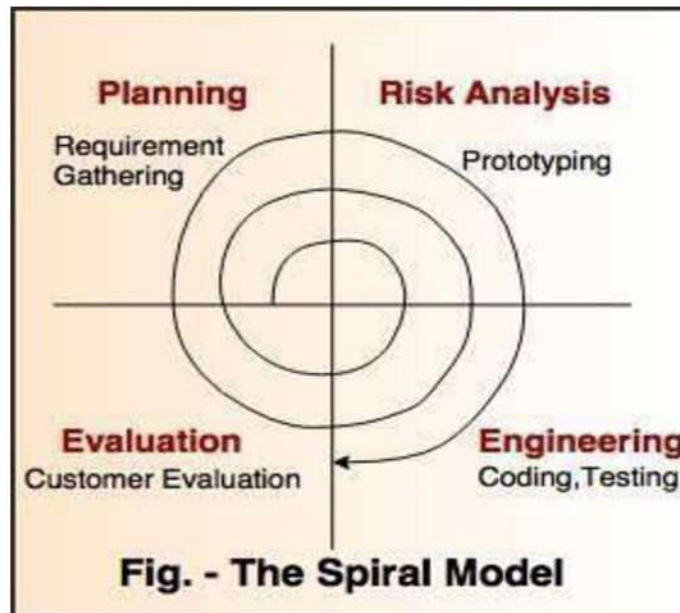 Planning
Requirement
Gathering
Risk Analysis
Prototyping
Evaluation
Customer Evaluation
Engineering
Coding,Testing
Fig. - The Spiral Model